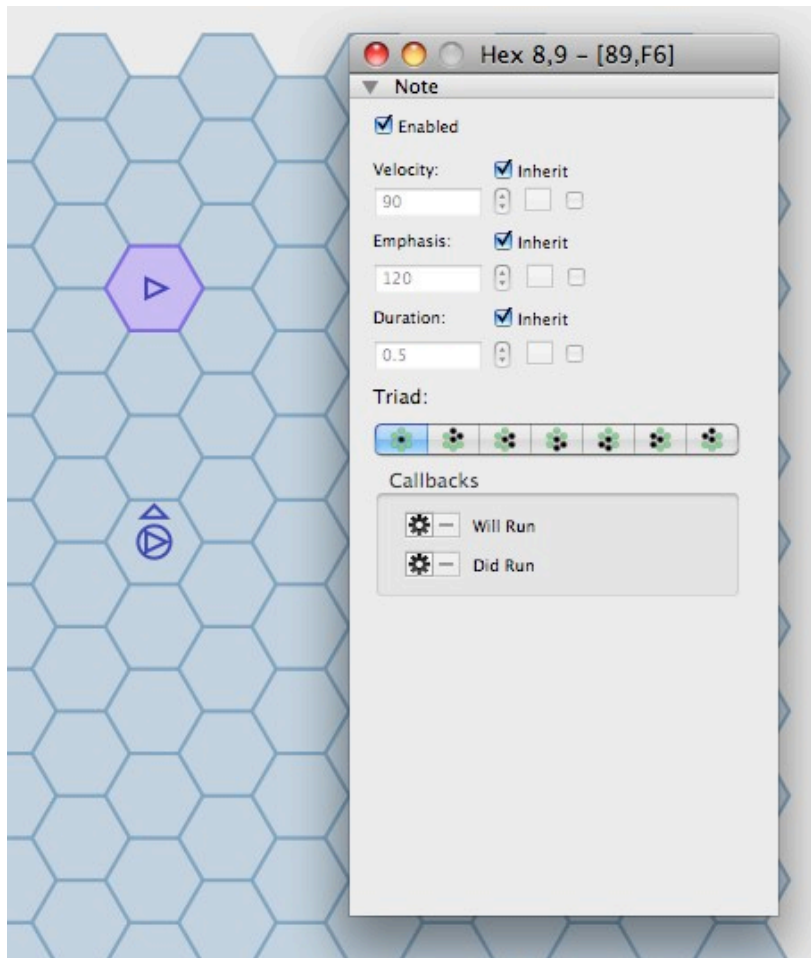 Hex 8,9 – [89,F6]
Note
Enabled
Velocity:
Inherit
90
Emphasis:
Inherit
120
Duration:
Inherit
0.5
Triad:
Callbacks
Will Run
Did Run